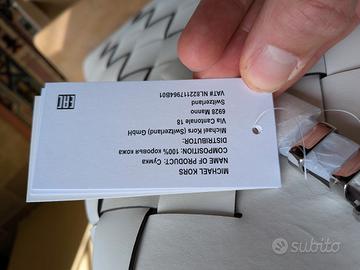 MICHAEL KORS
NAME OF PRODUCT: Сумка
COMPOSITION: 100% коровья кожа
DISTRIBUTOR:
Michael Kors (Switzerland) GmbH
Via Cantonale 18
6928 Manno
Switzerland
VAT# NL822117964B01
EAC
subito